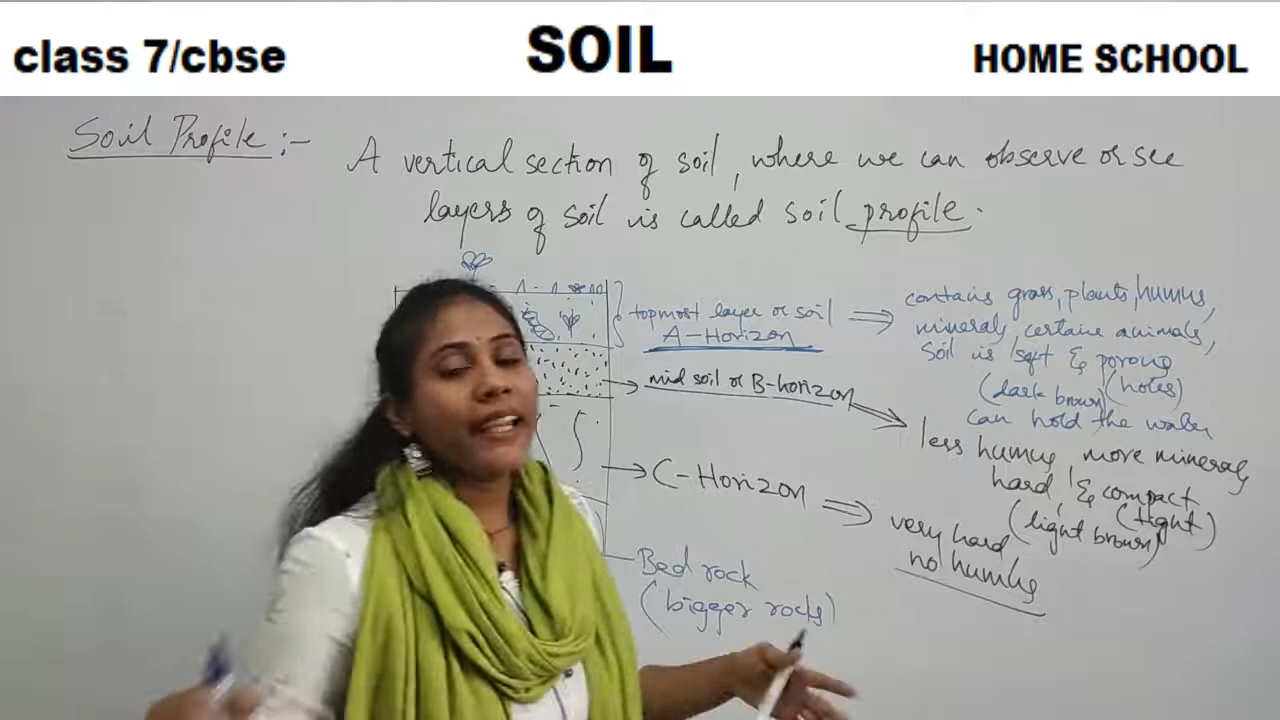 class 7/cbse
SOIL
HOME SCHOOL
Soil Profile :-
A vertical section of soil, where we can observe or see
layers of soil is called soil profile.
topmost layer or soil
A-Horizon
contains grass, plants, humus,
minerals, certain animals,
soil is soft & porous
(dark brown) (holes)
can hold the water
mid soil or B-horizon
less humus more minerals
hard & compact
(light brown) (tight)
C-Horizon
very hard
no humus
Bed rock
(bigger rocks)